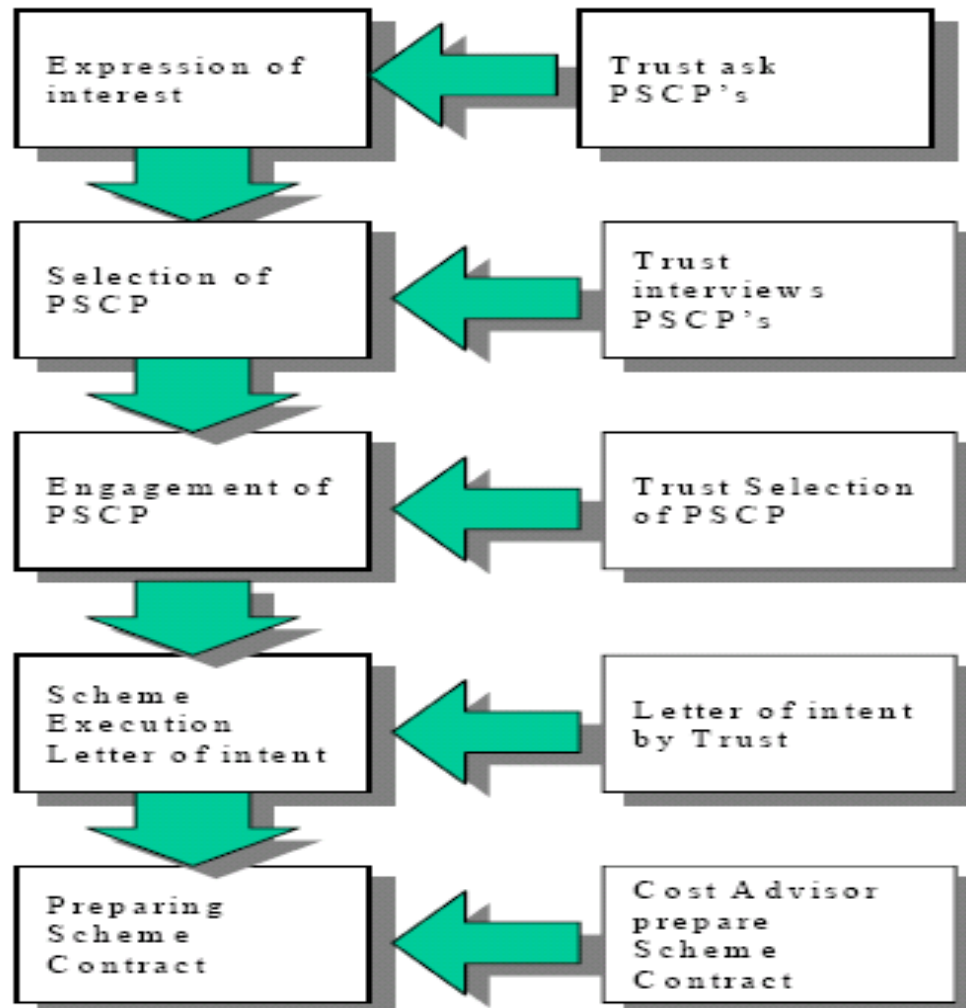 Expression of
interest
Trust ask
PSCP's
Selection of
PSCP
Trust
interviews
PSCP's
Engagement of
PSCP
Trust Selection
of PSCP
Scheme
Execution
Letter of intent
Letter of intent
by Trust
Preparing
Scheme
Contract
Cost Advisor
prepare
Scheme
Contract